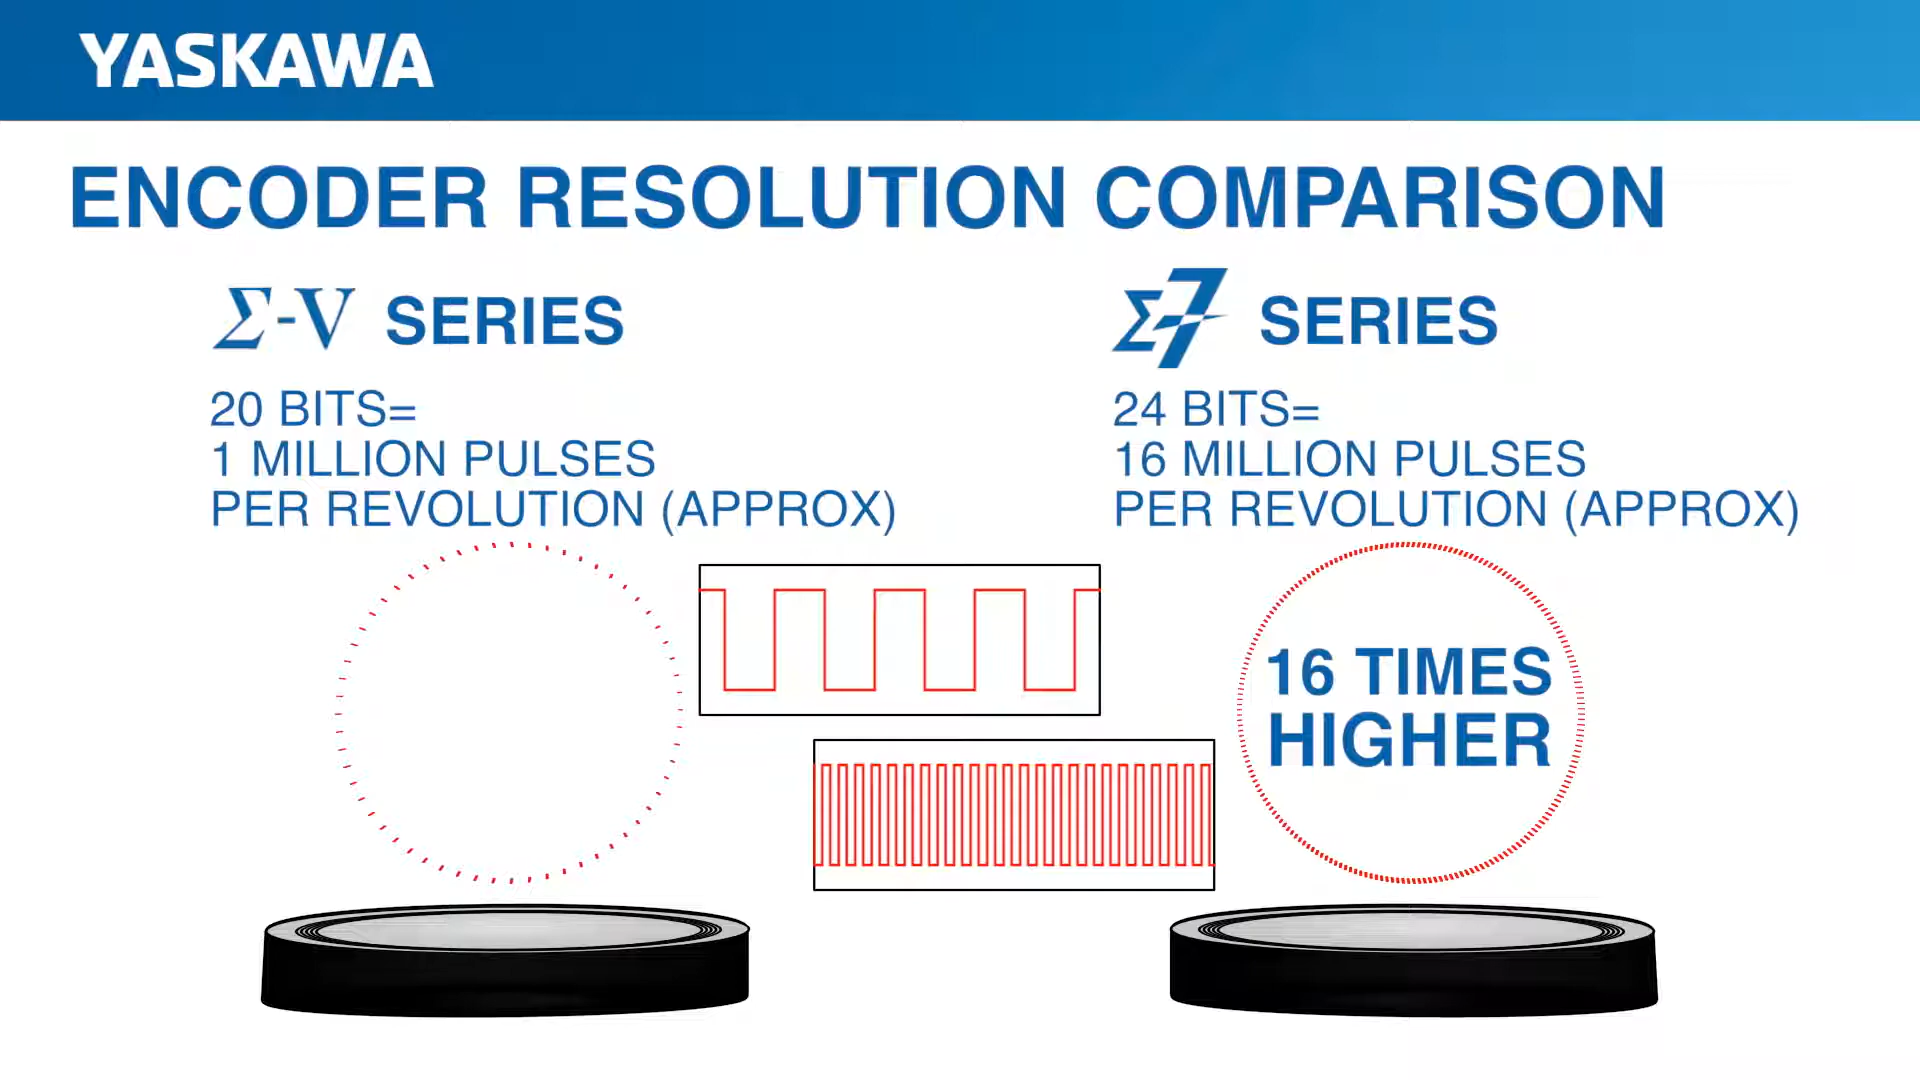 YASKAWA
ENCODER RESOLUTION COMPARISON
Σ-V SERIES
20 BITS=
1 MILLION PULSES
PER REVOLUTION (APPROX)
Σ-7 SERIES
24 BITS=
16 MILLION PULSES
PER REVOLUTION (APPROX)
16 TIMES
HIGHER